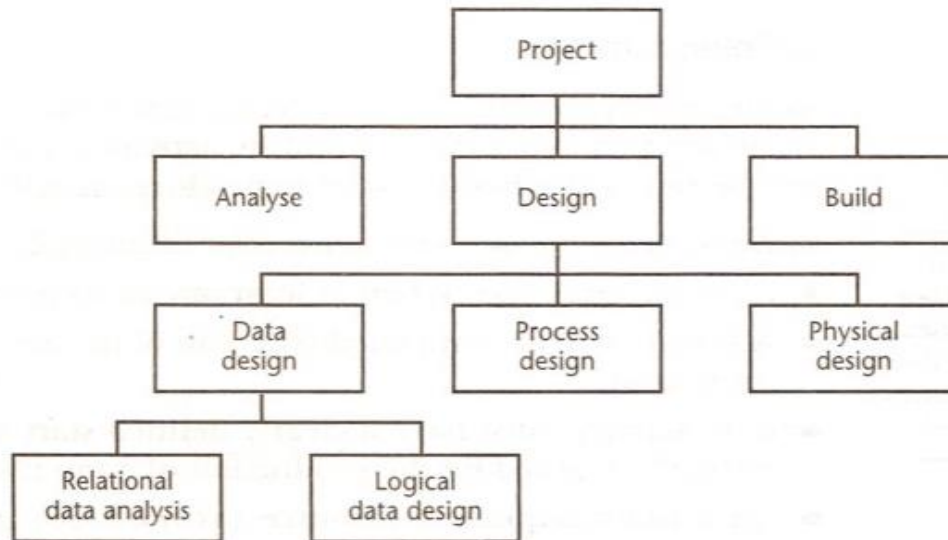 Project
Analyse
Design
Build
Data
design
Process
design
Physical
design
Relational
data analysis
Logical
data design